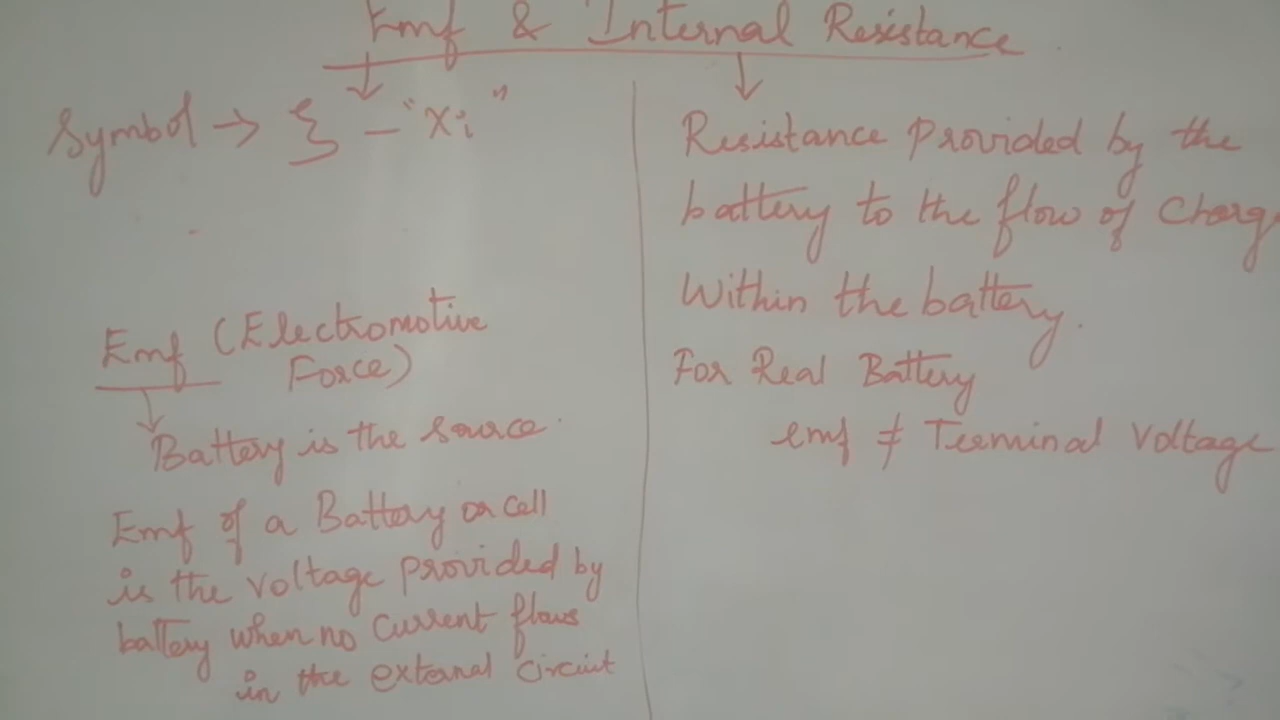 Emf & Internal Resistance
Symbol → ξ - "Xi"
Emf (Electromotive
Force)
Battery is the source
Emf of a Battery or cell
is the voltage provided by
battery when no current flows
in the external circuit
Resistance provided by the
battery to the flow of Charg
Within the battery.
For Real Battery
emf ≠ Terminal Voltage